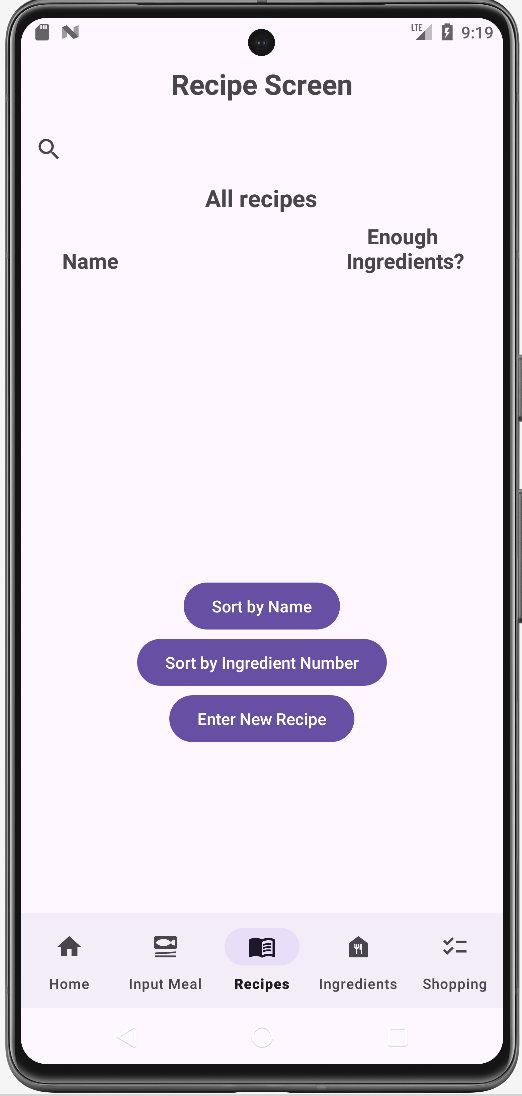 LTE 9:19
Recipe Screen
All recipes
Enough
Name Ingredients?
Sort by Name
Sort by Ingredient Number
Enter New Recipe
Home Input Meal Recipes Ingredients Shopping